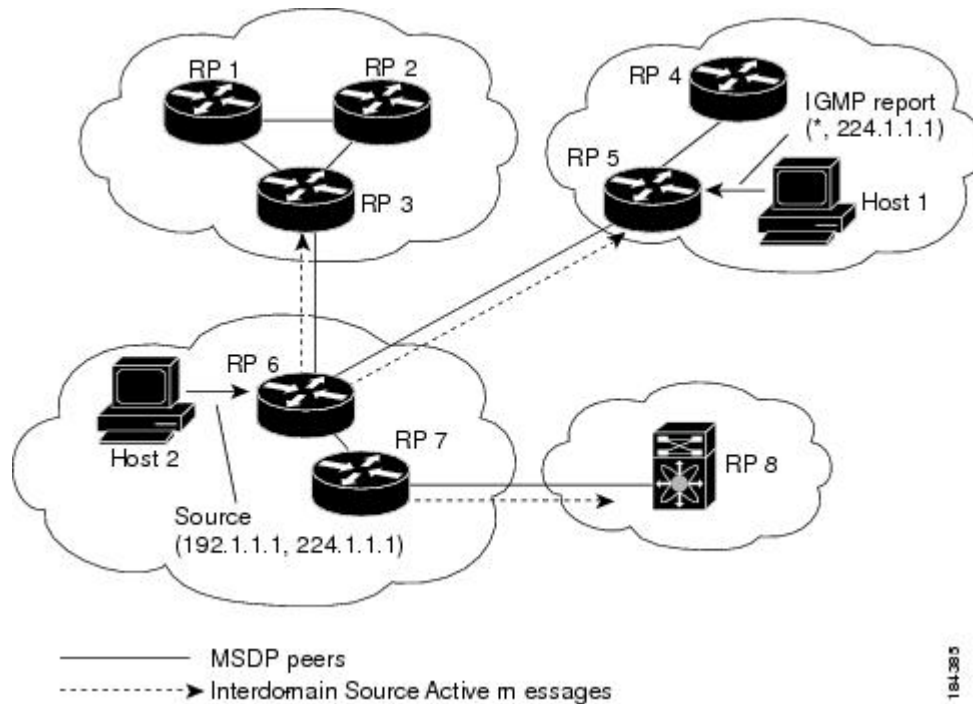 RP 1
RP 2
RP 3
RP 4
IGMP report
(*, 224.1.1.1)
RP 5
Host 1
RP 6
Host 2
RP 7
RP 8
Source
(192.1.1.1, 224.1.1.1)
MSDP peers
Interdomain Source Active m essages
184385